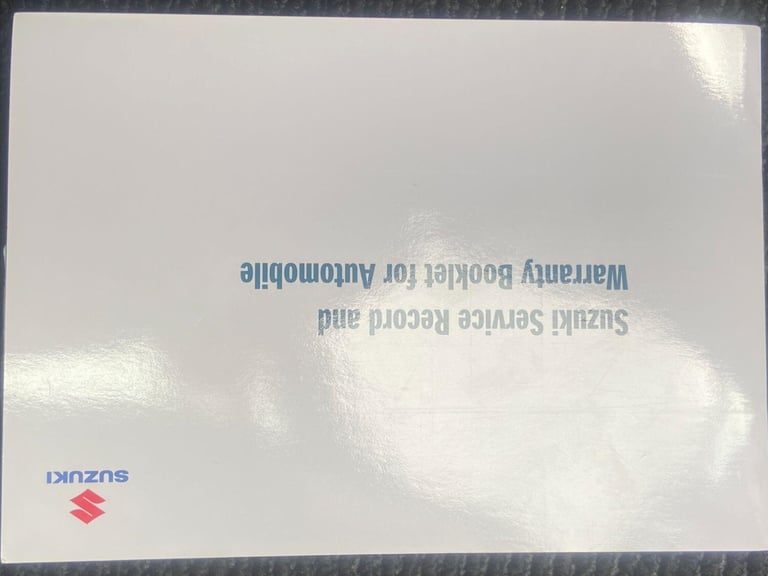 SUZUKI
Suzuki Service Record and
Warranty Booklet for Automobile